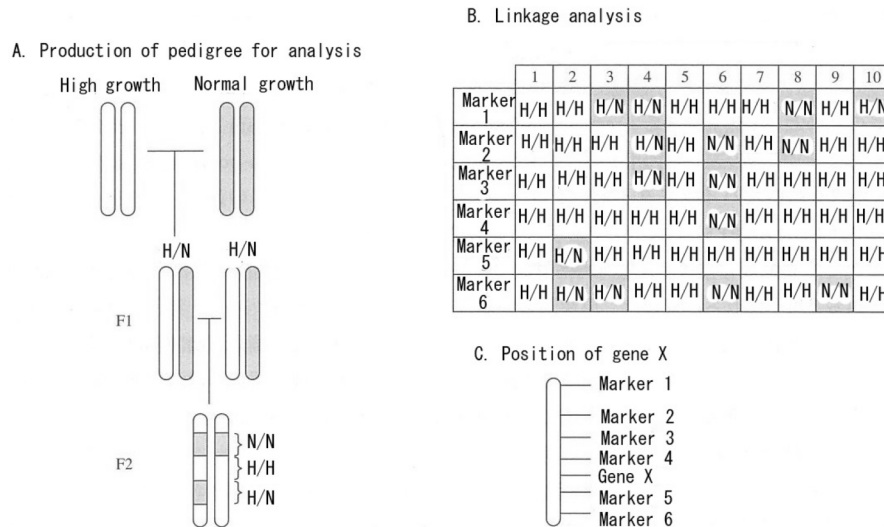 A. Production of pedigree for analysis
High growth Normal growth
H/N H/N
F1
F2
N/N
H/H
H/N
B. Linkage analysis
1 2 3 4 5 6 7 8 9 10
Marker 1 H/H H/H H/N H/N H/H H/H H/H N/N H/H H/N
Marker 2 H/H H/H H/H H/N H/H N/N H/H N/N H/H H/H
Marker 3 H/H H/H H/H H/N H/H N/N H/H H/H H/H H/H
Marker 4 H/H H/H H/H H/H H/H N/N H/H H/H H/H H/H
Marker 5 H/H H/N H/H H/H H/H H/H H/H H/H H/H H/H
Marker 6 H/H H/N H/N H/H H/H N/N H/H H/H N/N H/H
C. Position of gene X
Marker 1
Marker 2
Marker 3
Marker 4
Gene X
Marker 5
Marker 6